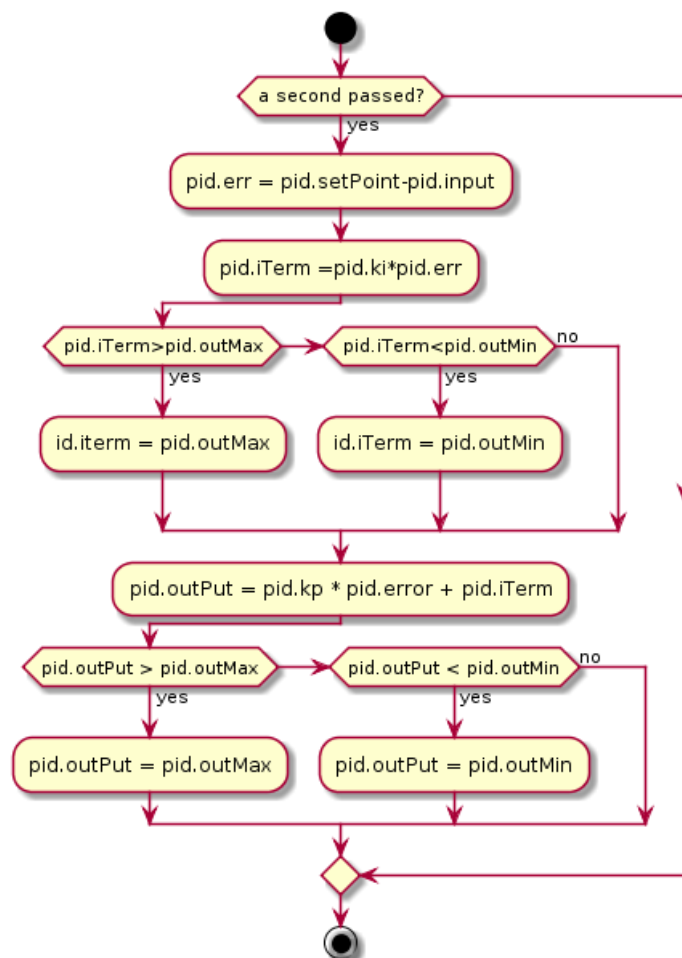 a second passed?
yes
pid.err = pid.setPoint-pid.input
pid.iTerm =pid.ki*pid.err
pid.iTerm>pid.outMax
pid.iTerm<pid.outMin
no
yes
yes
id.iterm = pid.outMax
id.iTerm = pid.outMin
pid.outPut = pid.kp * pid.error + pid.iTerm
pid.outPut > pid.outMax
pid.outPut < pid.outMin
no
yes
yes
pid.outPut = pid.outMax
pid.outPut = pid.outMin